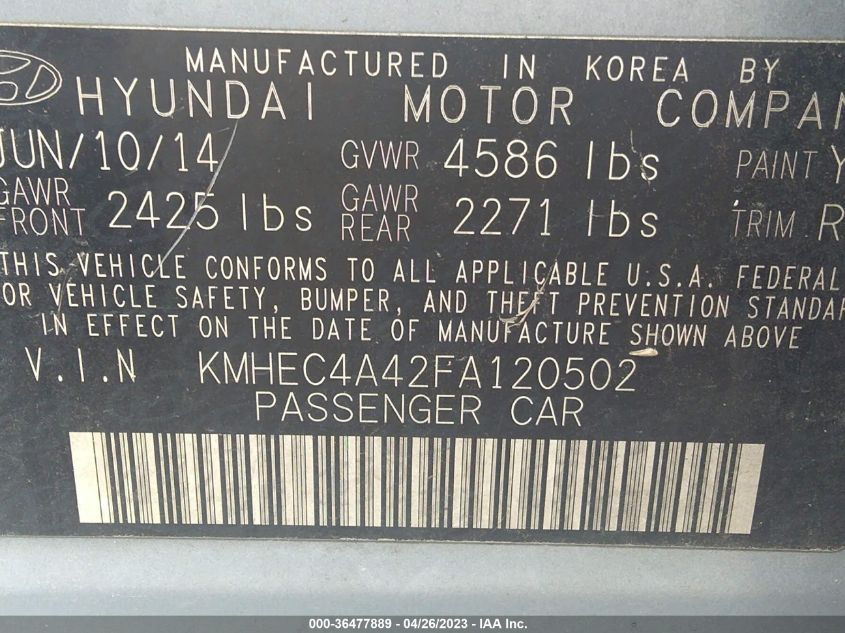 MANUFACTURED IN KOREA BY
HYUNDAI MOTOR COMPAN
JUN/10/14 GVWR 4586 lbs PAINT Y
GAWR FRONT 2425 lbs GAWR REAR 2271 lbs TRIM R
THIS VEHICLE CONFORMS TO ALL APPLICABLE U.S.A. FEDERAL
OR VEHICLE SAFETY, BUMPER, AND THEFT PREVENTION STANDAR
IN EFFECT ON THE DATE OF MANUFACTURE SHOWN ABOVE
V.I.N KMHEC4A42FA120502
PASSENGER CAR
000-36477889 - 04/26/2023 - IAA Inc.